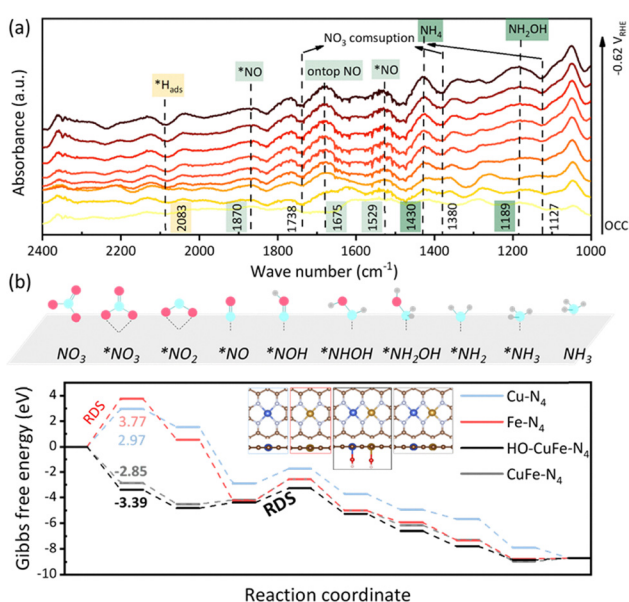 (a)
NO3 comsuption
NH4
NH2OH
*NO
ontop NO
*NO
*Hads
-0.62 VRHE
OCC
Absorbance (a.u.)
2083
1870
1738
1675
1529
1430
1380
1189
1127
2400 2200 2000 1800 1600 1400 1200 1000
Wave number (cm-1)
(b)
NO3 *NO3 *NO2 *NO *NOH *NHOH *NH2OH *NH2 *NH3 NH3
Gibbs free energy (eV)
4
2
0
-2
-4
-6
-8
-10
RDS
3.77
2.97
-2.85
-3.39
RDS
Cu-N4
Fe-N4
HO-CuFe-N4
CuFe-N4
Reaction coordinate